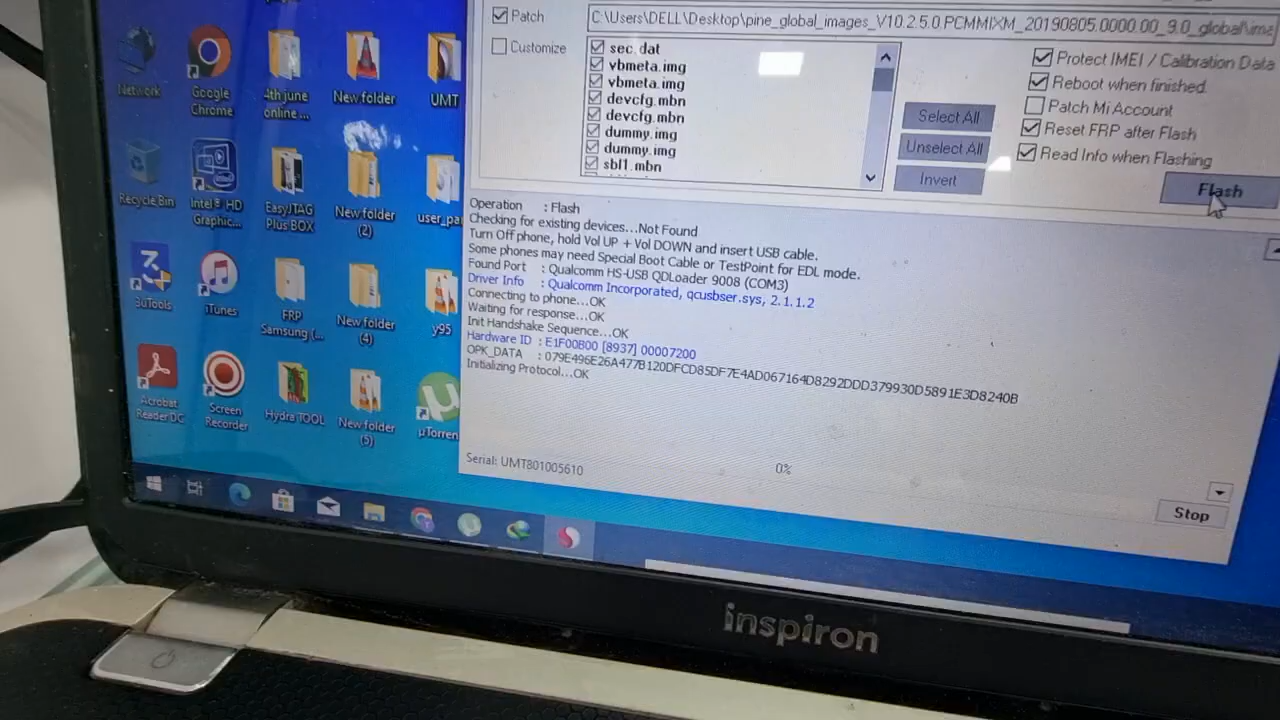 Patch
C:\Users\DELL\Desktop\pine_global_images_V10.2.5.0.PCMMIXM_20190805.0000.00_9.0_global\ima
Customize
sec.dat
vbmeta.img
vbmeta.img
devcfg.mbn
devcfg.mbn
dummy.img
dummy.img
sbl1.mbn
Select All
Unselect All
Invert
Protect IMEI / Calibration Data
Reboot when finished.
Patch Mi Account
Reset FRP after Flash
Read Info when Flashing
Flash
Operation : Flash
Checking for existing devices...Not Found
Turn Off phone, hold Vol UP + Vol DOWN and insert USB cable.
Some phones may need Special Boot Cable or TestPoint for EDL mode.
Found Port : Qualcomm HS-USB QDLoader 9008 (COM3)
Driver Info : Qualcomm Incorporated, qcusbser.sys, 2.1.1.2
Connecting to phone...OK
Waiting for response...OK
Init Handshake Sequence...OK
Hardware ID : E1F00B00 [8937] 00007200
OPK_DATA : 079E496E26A477B120DFCD85DF7E4AD067164D8292DDD379930D5891E3D8240B
Initializing Protocol...OK
Serial: UMT801005610
0%
Stop
Network
Google
Chrome
4th june
online ...
New folder
UMT
Recycle Bin
Intel® HD
Graphic...
EasyJTAG
Plus BOX
New folder
(2)
user_pa
3uTools
iTunes
FRP
Samsung (...
New folder
(4)
y95
Acrobat
Reader DC
Screen
Recorder
Hydra TOOL
New folder
(5)
µTorren
inspiron